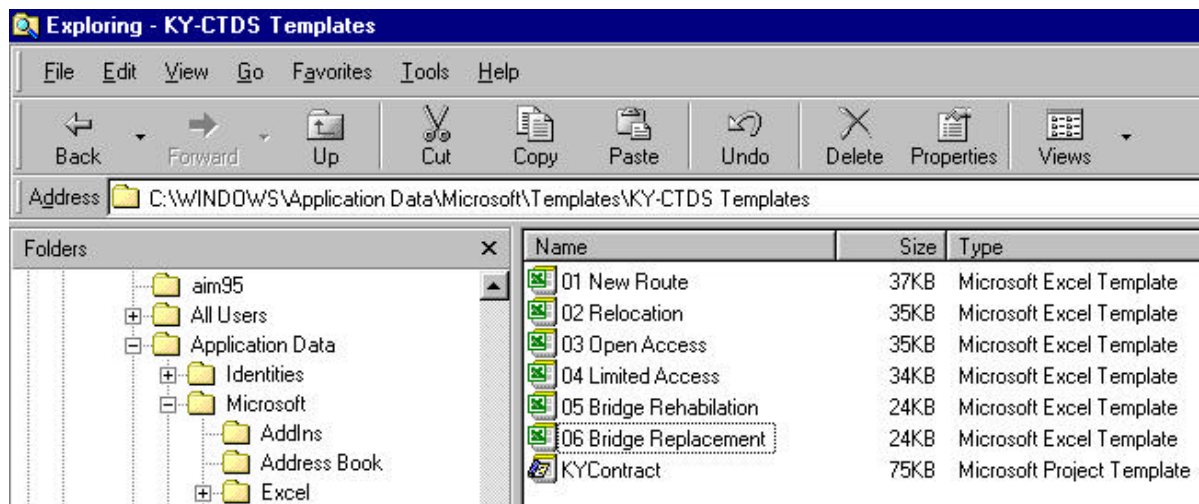 Exploring - KY-CTDS Templates
File Edit View Go Favorites Tools Help
Back Forward Up Cut Copy Paste Undo Delete Properties Views
Address C:\WINDOWS\Application Data\Microsoft\Templates\KY-CTDS Templates
Folders
aim95
All Users
Application Data
Identities
Microsoft
AddIns
Address Book
Excel
Name Size Type
01 New Route 37KB Microsoft Excel Template
02 Relocation 35KB Microsoft Excel Template
03 Open Access 35KB Microsoft Excel Template
04 Limited Access 34KB Microsoft Excel Template
05 Bridge Rehabilation 24KB Microsoft Excel Template
06 Bridge Replacement 24KB Microsoft Excel Template
KYContract 75KB Microsoft Project Template